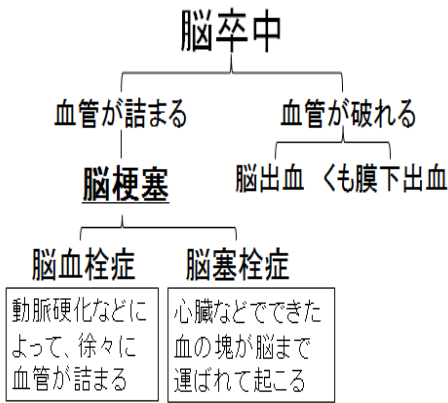 脳卒中
血管が詰まる 血管が破れる
脳梗塞 脳出血 くも膜下出血
脳血栓症 脳塞栓症
動脈硬化などに
よって、徐々に
血管が詰まる
心臓などでできた
血の塊が脳まで
運ばれて起こる